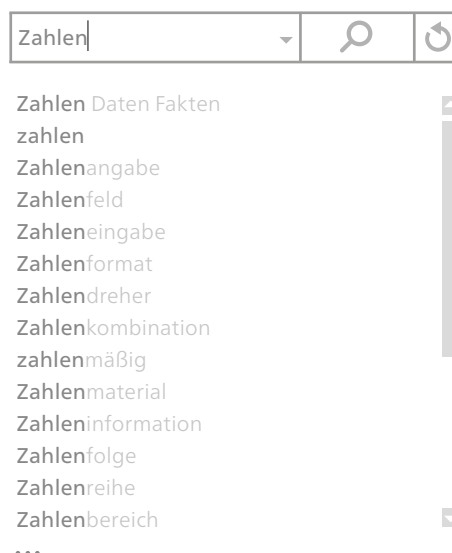 Zahlen
Zahlen Daten Fakten
zahlen
Zahlenangabe
Zahlenfeld
Zahleneingabe
Zahlenformat
Zahlendreher
Zahlenkombination
zahlenmäßig
Zahlenmaterial
Zahleninformation
Zahlenfolge
Zahlenreihe
Zahlenbereich
...